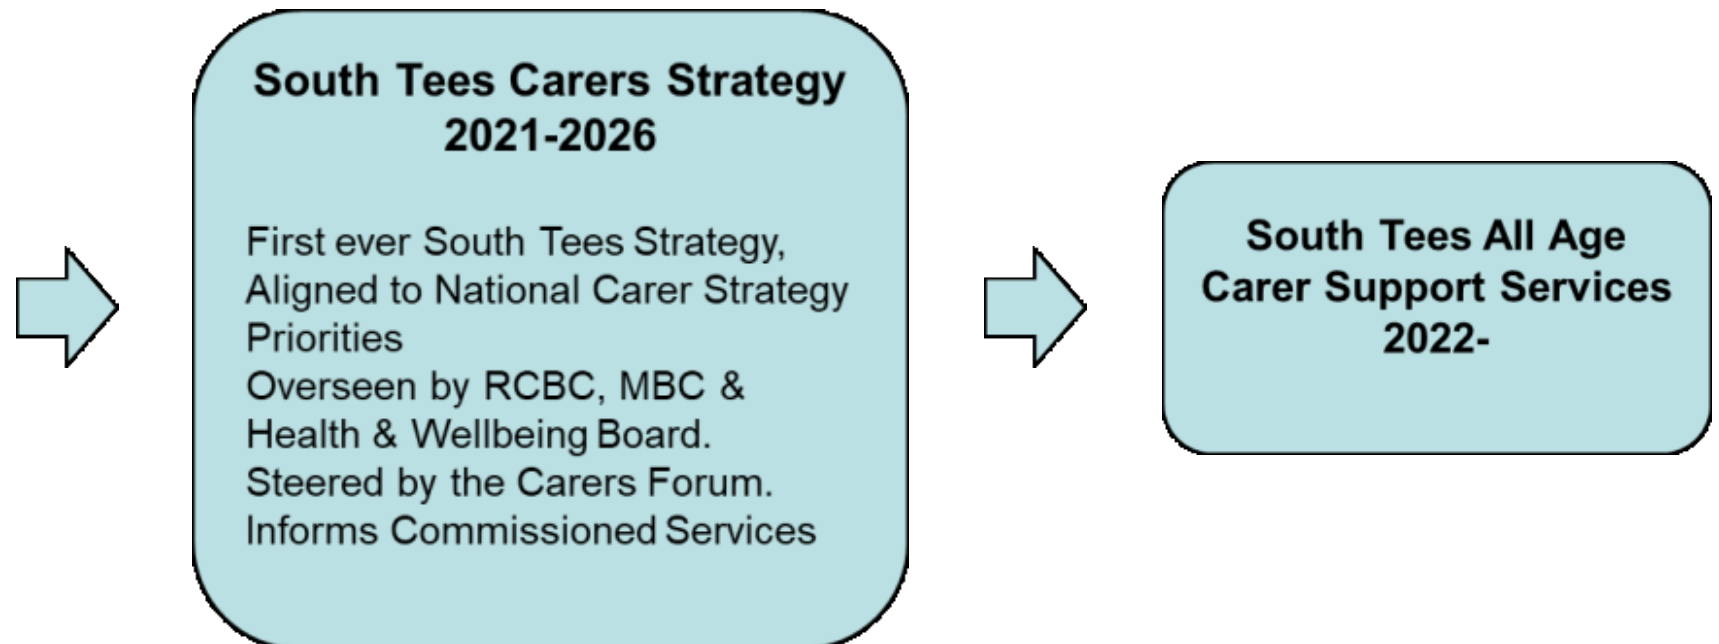 South Tees Carers Strategy
2021-2026
First ever South Tees Strategy,
Aligned to National Carer Strategy
Priorities
Overseen by RCBC, MBC &
Health & Wellbeing Board.
Steered by the Carers Forum.
Informs Commissioned Services
South Tees All Age
Carer Support Services
2022-